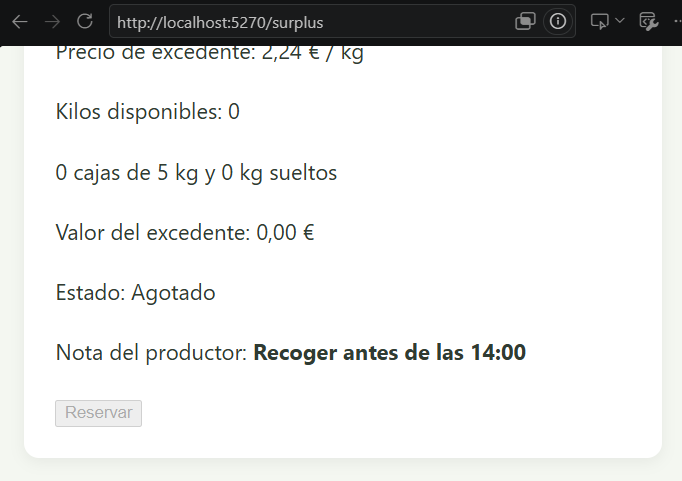 http://localhost:5270/surplus
Precio de excedente: 2,24 € / kg
Kilos disponibles: 0
0 cajas de 5 kg y 0 kg sueltos
Valor del excedente: 0,00 €
Estado: Agotado
Nota del productor: Recoger antes de las 14:00
Reservar